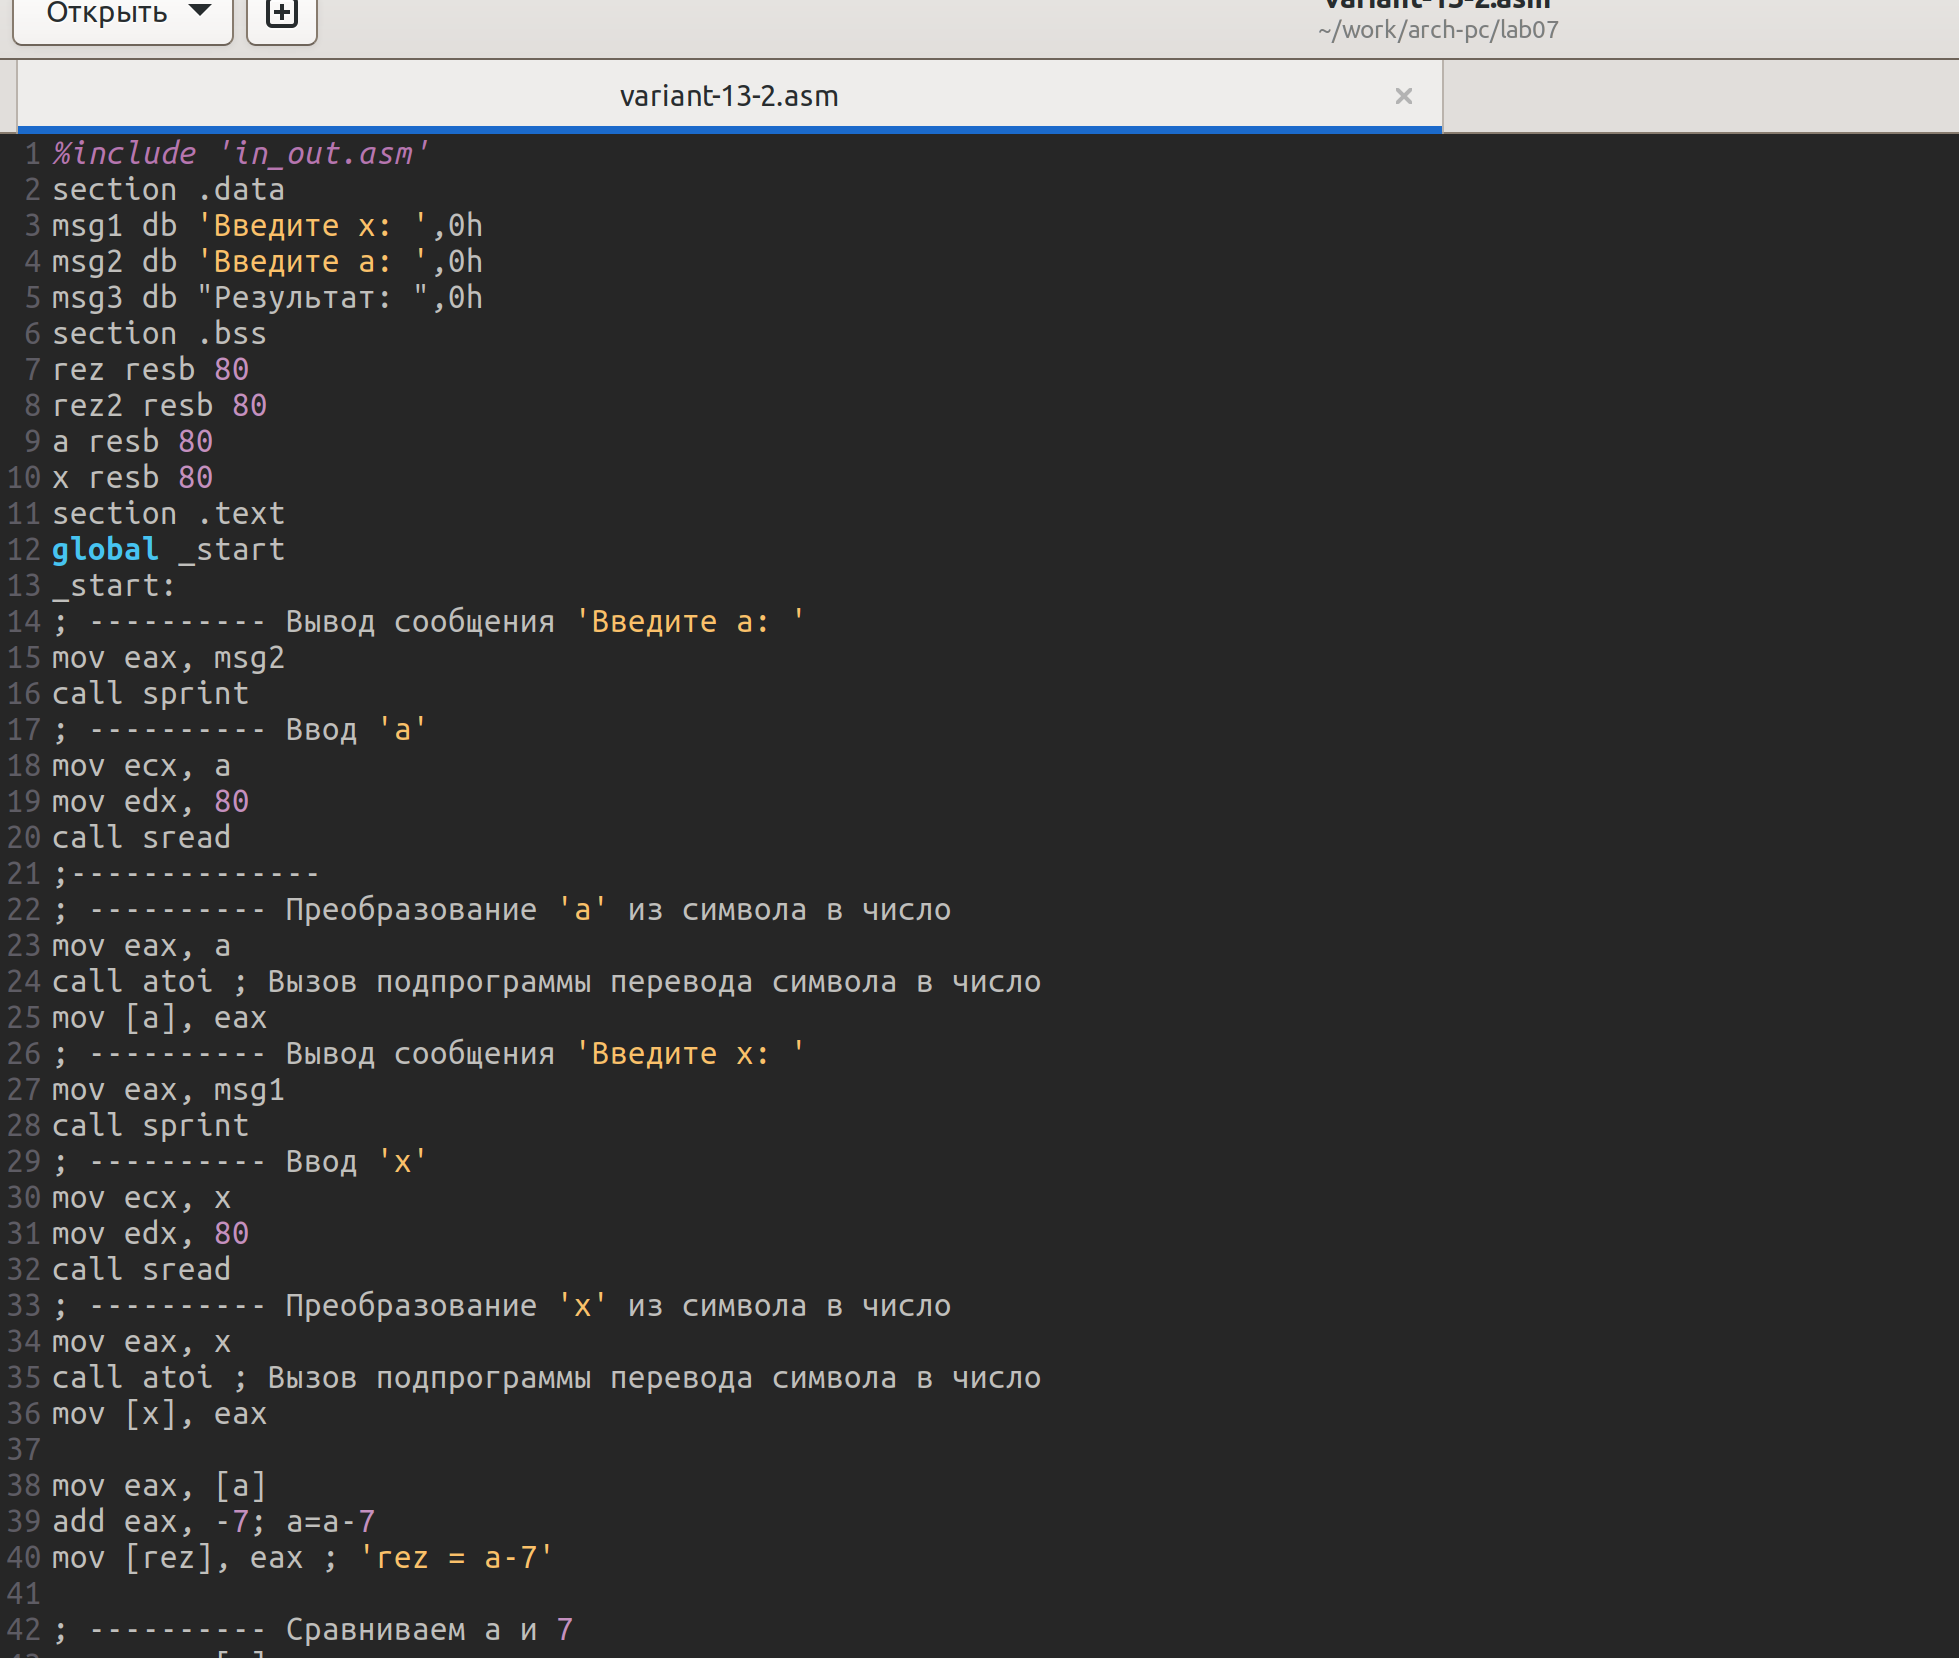 Открыть
variant-13-2.asm
~/work/arch-pc/lab07
variant-13-2.asm
1 %include 'in_out.asm'
2 section .data
3 msg1 db 'Введите x: ',0h
4 msg2 db 'Введите a: ',0h
5 msg3 db "Результат: ",0h
6 section .bss
7 rez resb 80
8 rez2 resb 80
9 a resb 80
10 x resb 80
11 section .text
12 global _start
13 _start:
14 ; ---------- Вывод сообщения 'Введите a: '
15 mov eax, msg2
16 call sprint
17 ; ---------- Ввод 'a'
18 mov ecx, a
19 mov edx, 80
20 call sread
21 ;--------------
22 ; ---------- Преобразование 'a' из символа в число
23 mov eax, a
24 call atoi ; Вызов подпрограммы перевода символа в число
25 mov [a], eax
26 ; ---------- Вывод сообщения 'Введите x: '
27 mov eax, msg1
28 call sprint
29 ; ---------- Ввод 'x'
30 mov ecx, x
31 mov edx, 80
32 call sread
33 ; ---------- Преобразование 'x' из символа в число
34 mov eax, x
35 call atoi ; Вызов подпрограммы перевода символа в число
36 mov [x], eax
37
38 mov eax, [a]
39 add eax, -7; a=a-7
40 mov [rez], eax ; 'rez = a-7'
41
42 ; ---------- Сравниваем a и 7